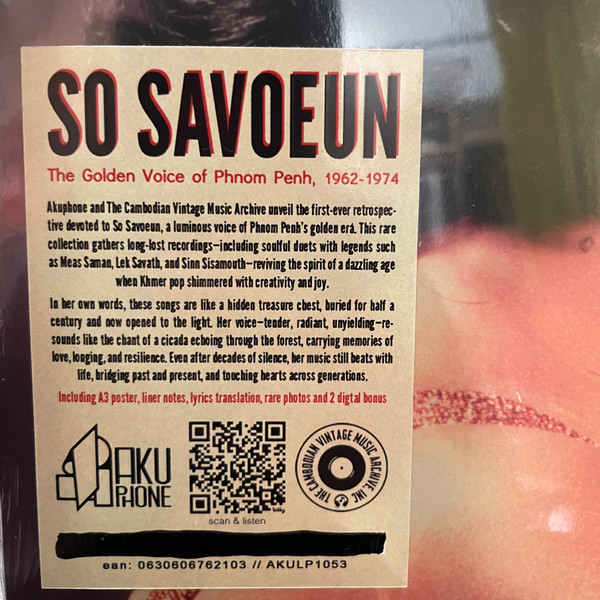 SO SAVOEUN
The Golden Voice of Phnom Penh, 1962-1974
Akuphone and The Cambodian Vintage Music Archive unveil the first-ever retrospec-
tive devoted to So Savoeun, a luminous voice of Phnom Penh's golden era. This rare
collection gathers long-lost recordings—including soulful duets with legends such
as Meas Saman, Lek Savath, and Sinn Sisamouth—reviving the spirit of a dazzling age
when Khmer pop shimmered with creativity and joy.
In her own words, these songs are like a hidden treasure chest, buried for half a
century and now opened to the light. Her voice—tender, radiant, unyielding—re-
sounds like the chant of a cicada echoing through the forest, carrying memories of
love, longing, and resilience. Even after decades of silence, her music still beats with
life, bridging past and present, and touching hearts across generations.
Including A3 poster, liner notes, lyrics translation, rare photos and 2 digtal bonus
AKU
PHONE
scan & listen
THE CAMBODIAN VINTAGE MUSIC ARCHIVE, INC
ean: 0630606762103 // AKULP1053